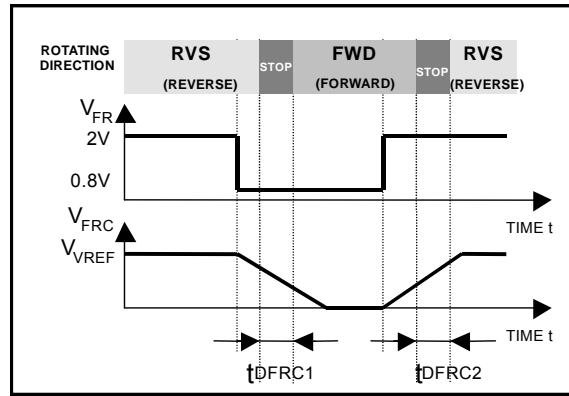 ROTATING
DIRECTION
RVS
(REVERSE)
STOP
FWD
(FORWARD)
STOP
RVS
(REVERSE)
VFR
2V
0.8V
TIME t
VFRC
VVREF
TIME t
tDFRC1
tDFRC2